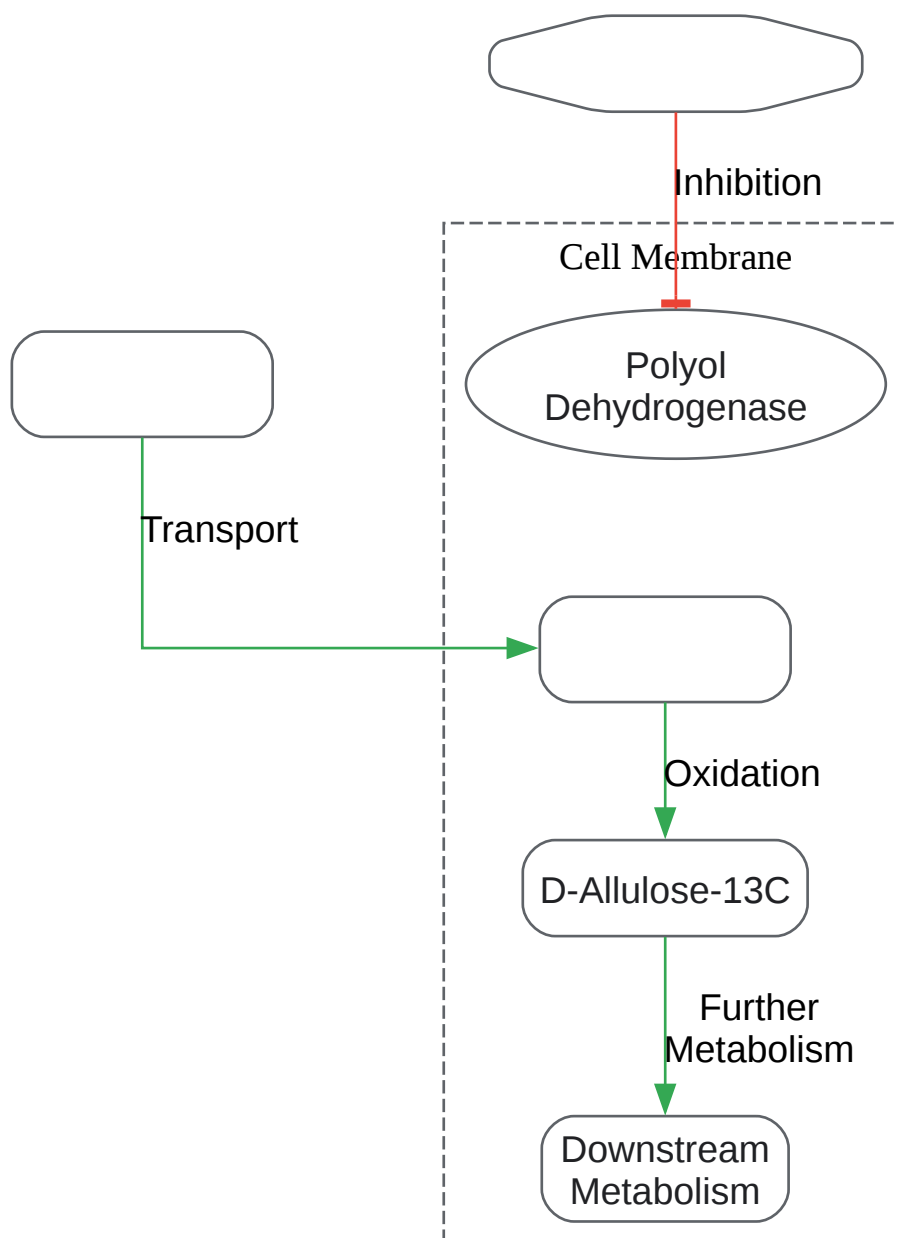 Inhibition
Cell Membrane
Polyol
Dehydrogenase
Transport
Oxidation
D-Allulose-13C
Further
Metabolism
Downstream
Metabolism